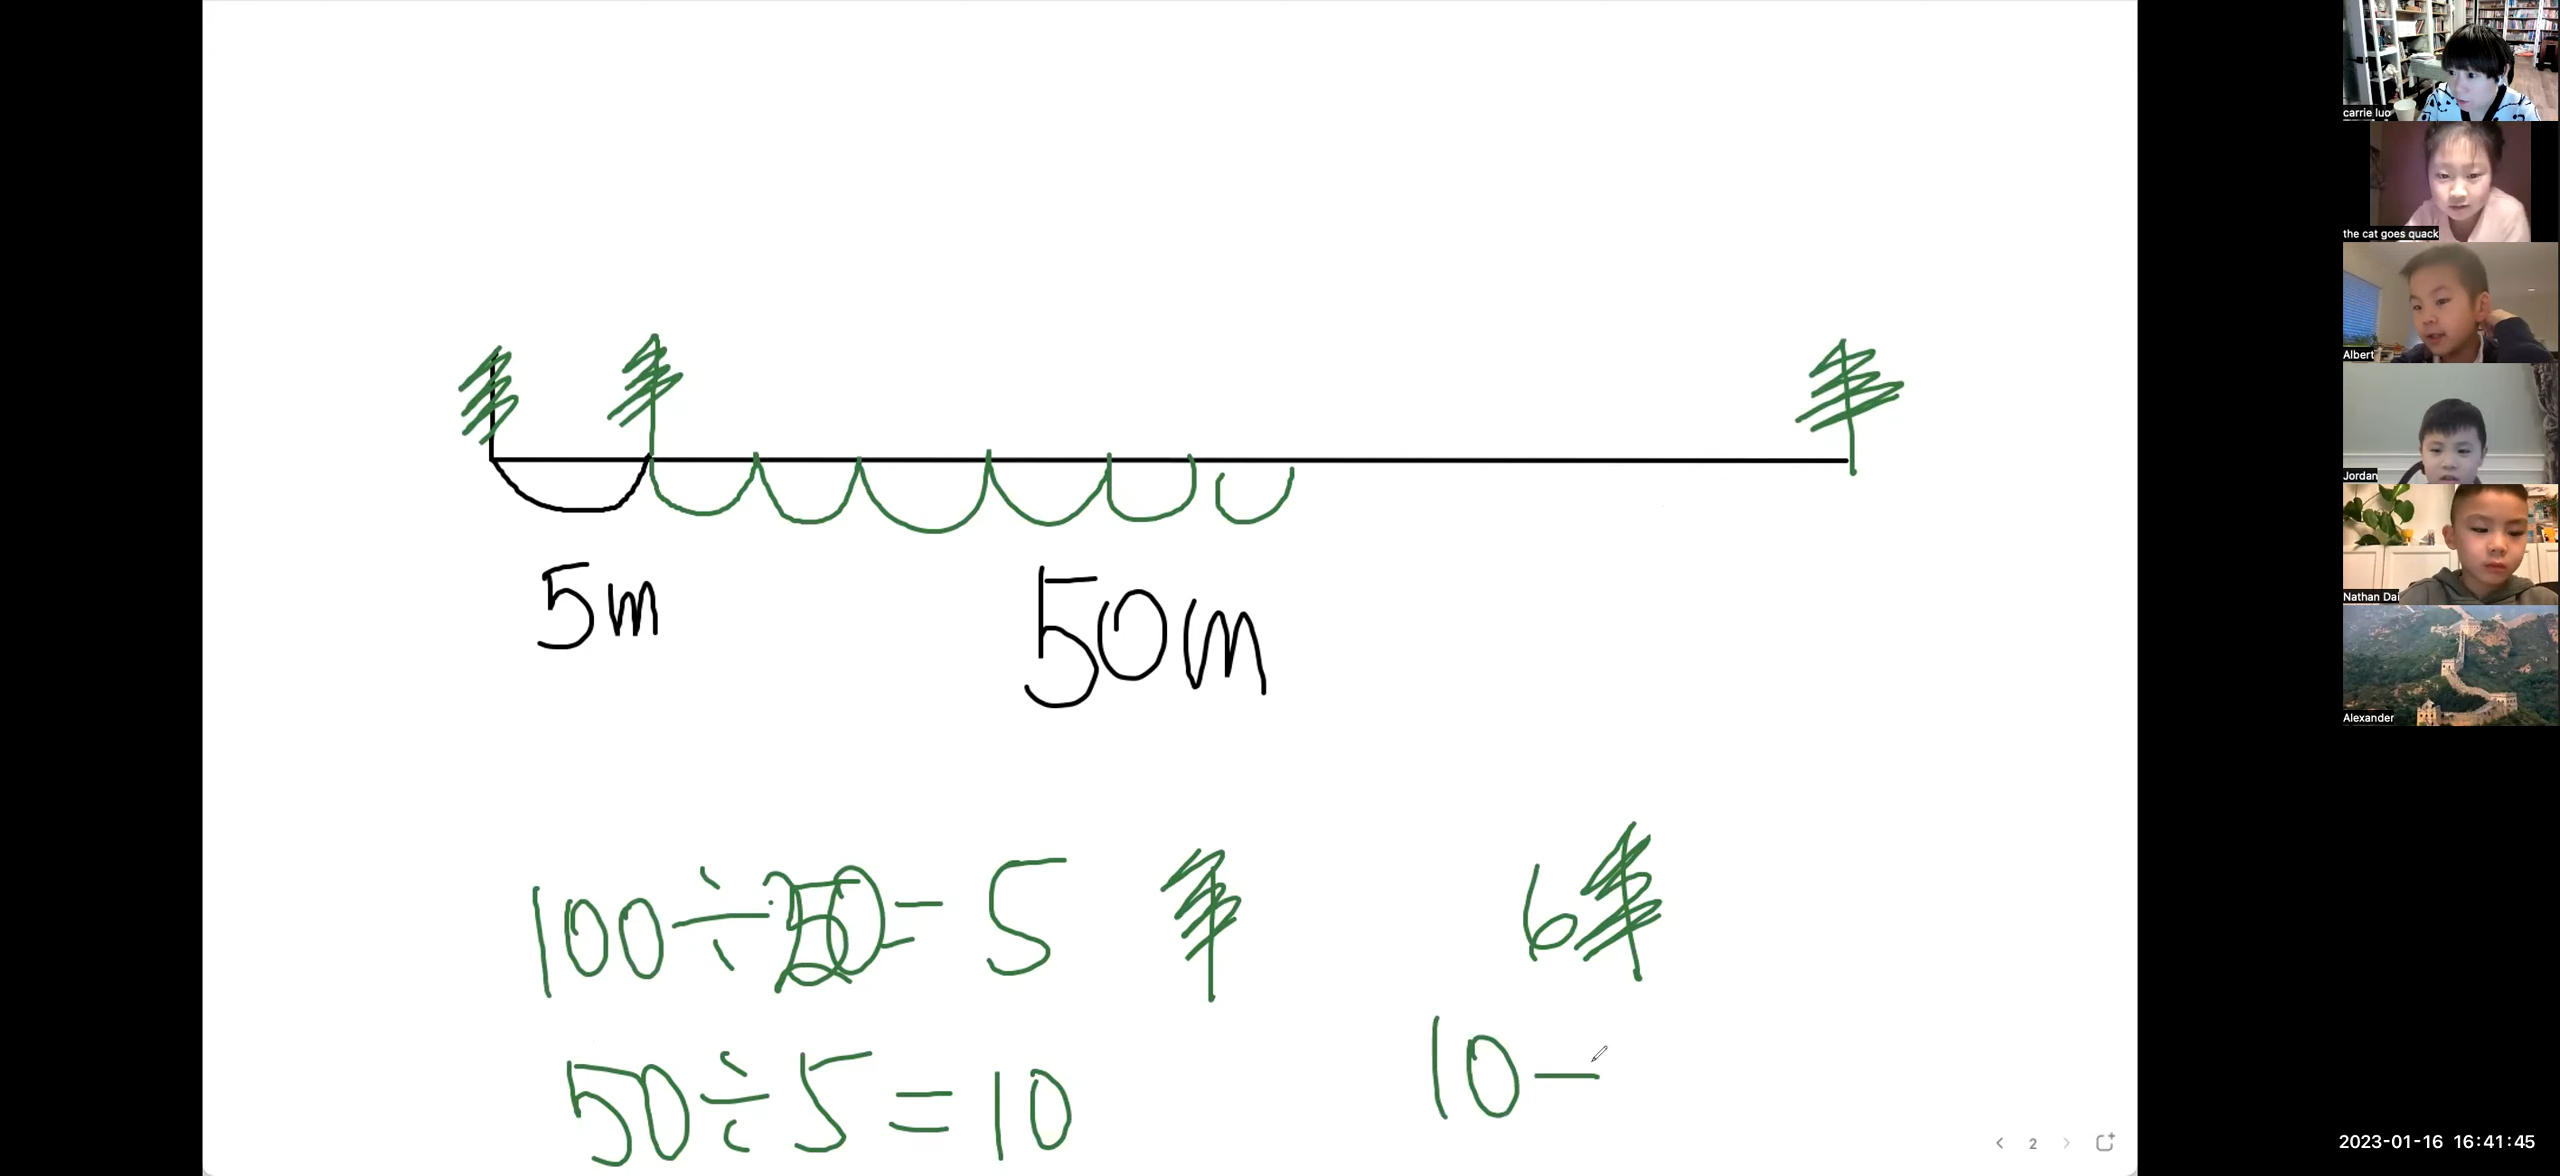 5m
50m
100÷20=5
6
50÷5=10
10—
carrie luo
the cat goes quack
Albert
Jordan
Nathan Dai
Alexander
2
2023-01-16 16:41:45